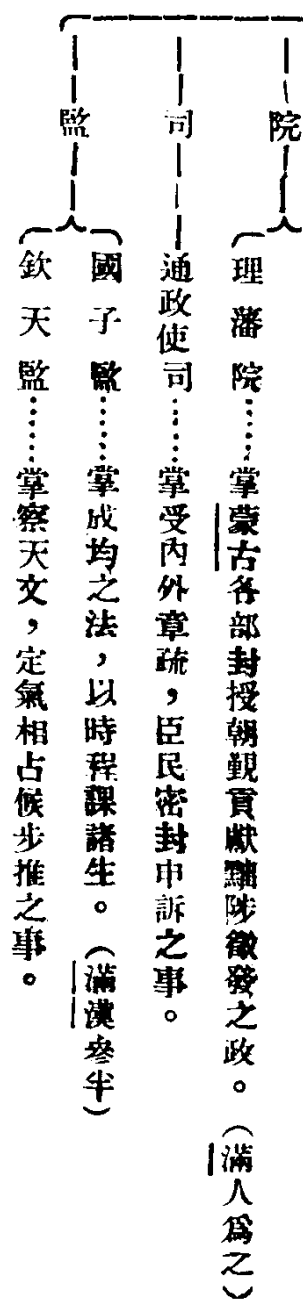 院
理藩院……掌蒙古各部封授朝覲貢獻黜陟徵發之政。(滿人爲之)
司
通政使司……掌受內外章疏,臣民密封申訴之事。
監
國子監……掌成均之法,以時程課諸生。(滿漢參半)
欽天監……掌察天文,定氣相占候步推之事。